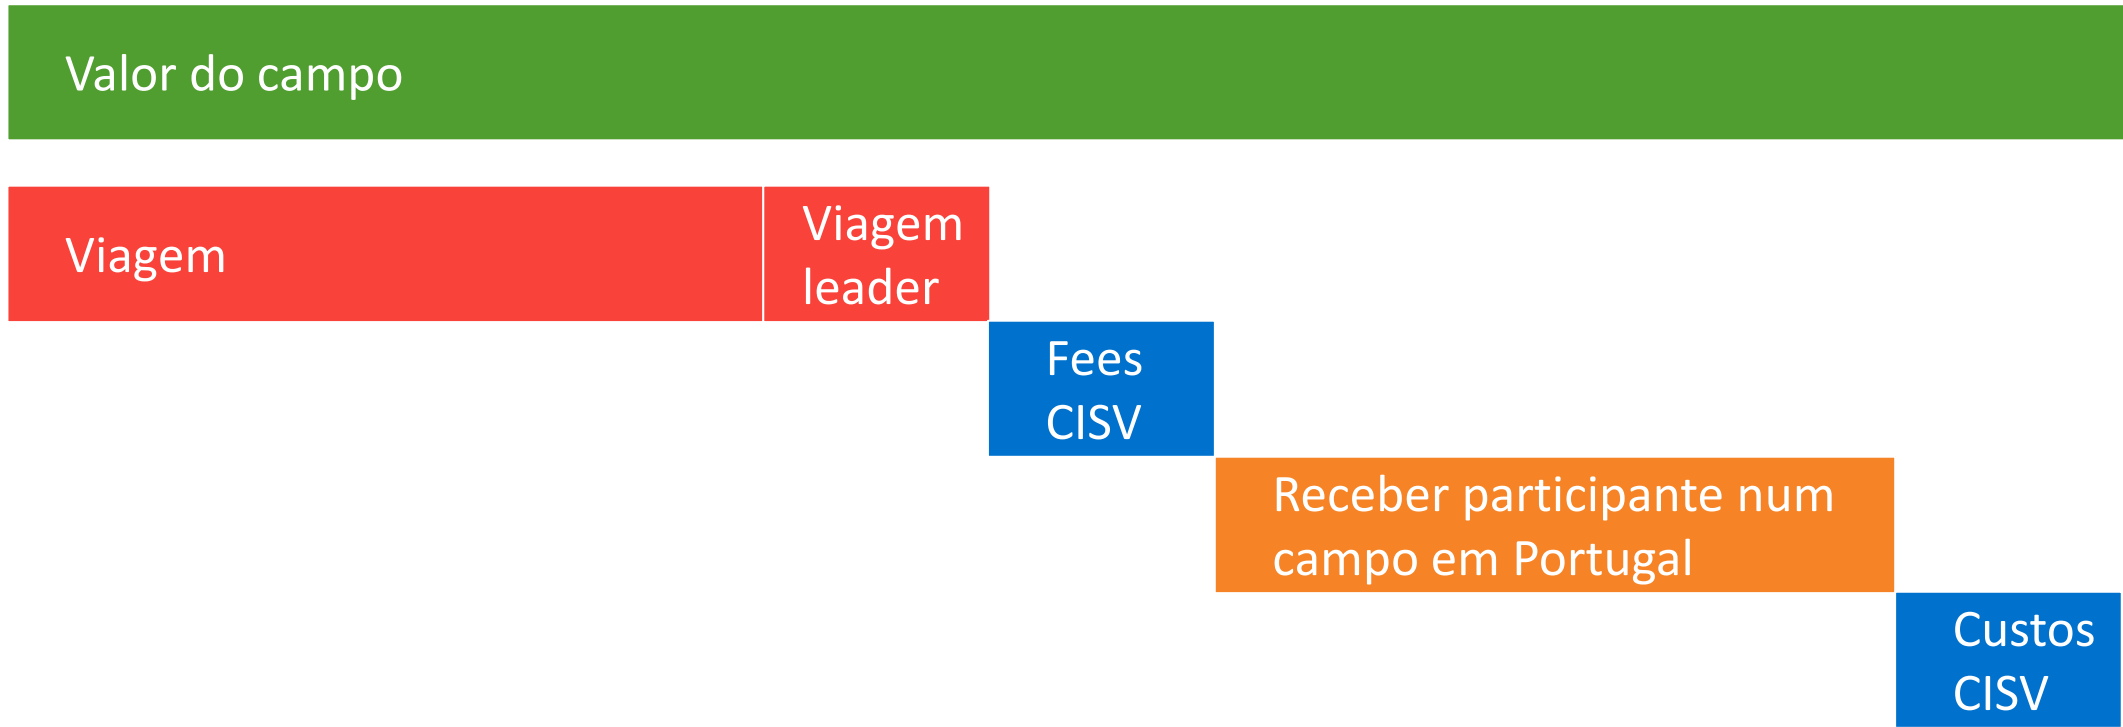 Valor do campo
Viagem
Viagem
leader
Fees
CISV
Receber participante num
campo em Portugal
Custos
CISV